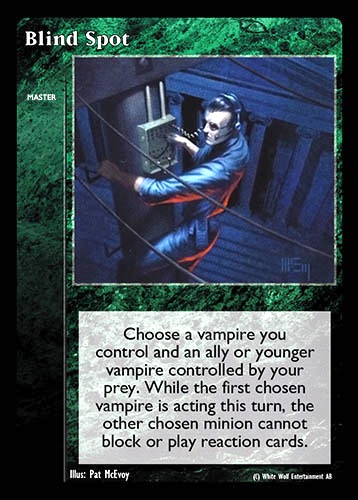 Blind Spot
MASTER
Choose a vampire you
control and an ally or younger
vampire controlled by your
prey. While the first chosen
vampire is acting this turn, the
other chosen minion cannot
block or play reaction cards.
Illus: Pat McEvoy
(C) White Wolf Entertainment AB